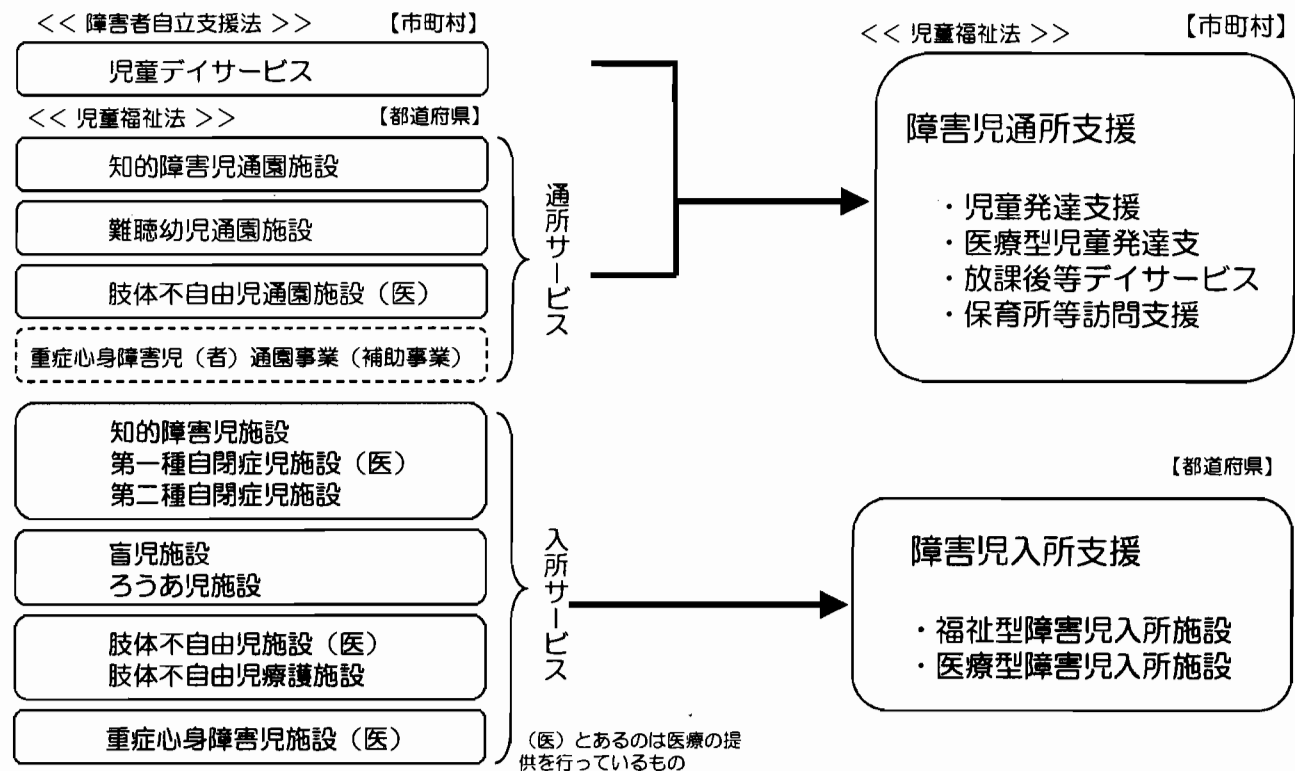 << 障害者自立支援法 >> 【市町村】
児童デイサービス
<< 児童福祉法 >> 【都道府県】
知的障害児通園施設
難聴幼児通園施設
肢体不自由児通園施設(医)
重症心身障害児(者)通園事業(補助事業)
通所サービス
知的障害児施設
第一種自閉症児施設(医)
第二種自閉症児施設
盲児施設
ろうあ児施設
肢体不自由児施設(医)
肢体不自由児療護施設
重症心身障害児施設(医)
入所サービス
(医)とあるのは医療の提
供を行っているもの
<< 児童福祉法 >> 【市町村】
障害児通所支援
・児童発達支援
・医療型児童発達支
・放課後等デイサービス
・保育所等訪問支援
【都道府県】
障害児入所支援
・福祉型障害児入所施設
・医療型障害児入所施設